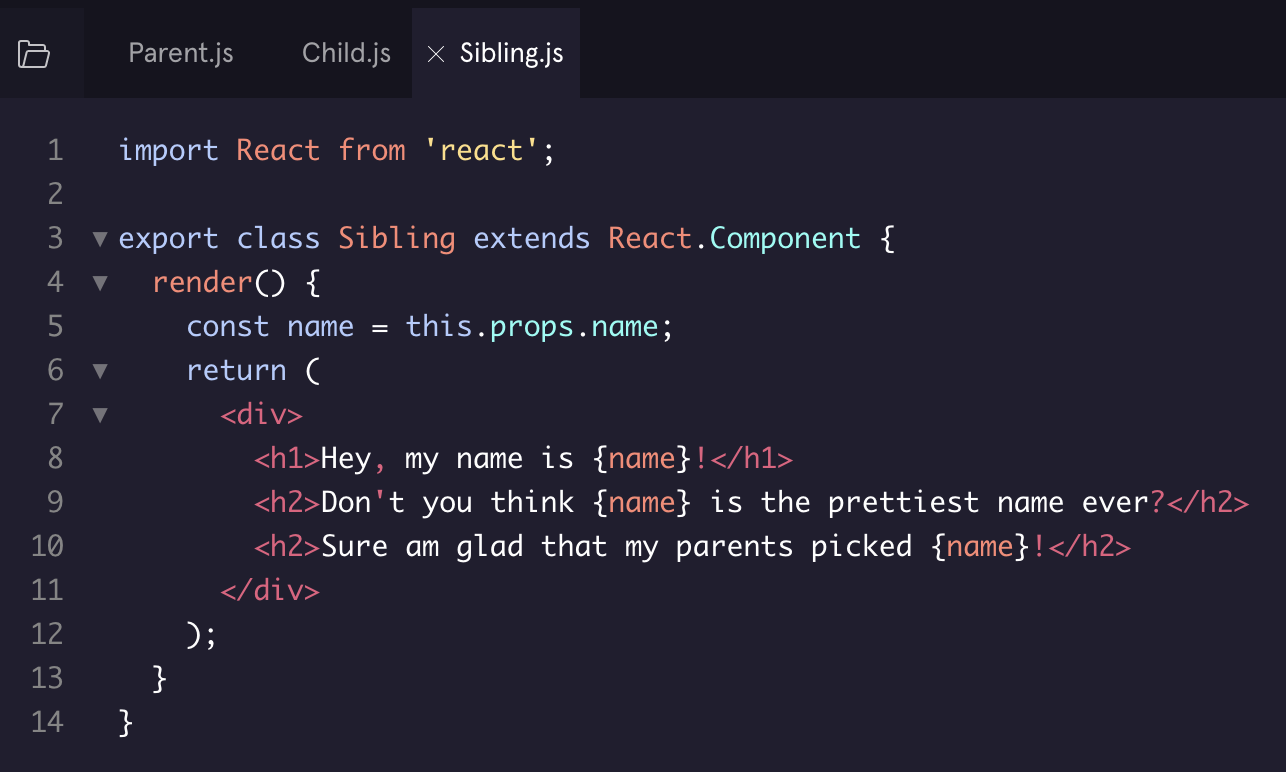 Parent.js Child.js × Sibling.js
1 import React from 'react';
2
3 ▼ export class Sibling extends React.Component {
4 ▼   render() {
5     const name = this.props.name;
6 ▼     return (
7 ▼       <div>
8         <h1>Hey, my name is {name}!</h1>
9         <h2>Don't you think {name} is the prettiest name ever?</h2>
10         <h2>Sure am glad that my parents picked {name}!</h2>
11       </div>
12     );
13   }
14 }